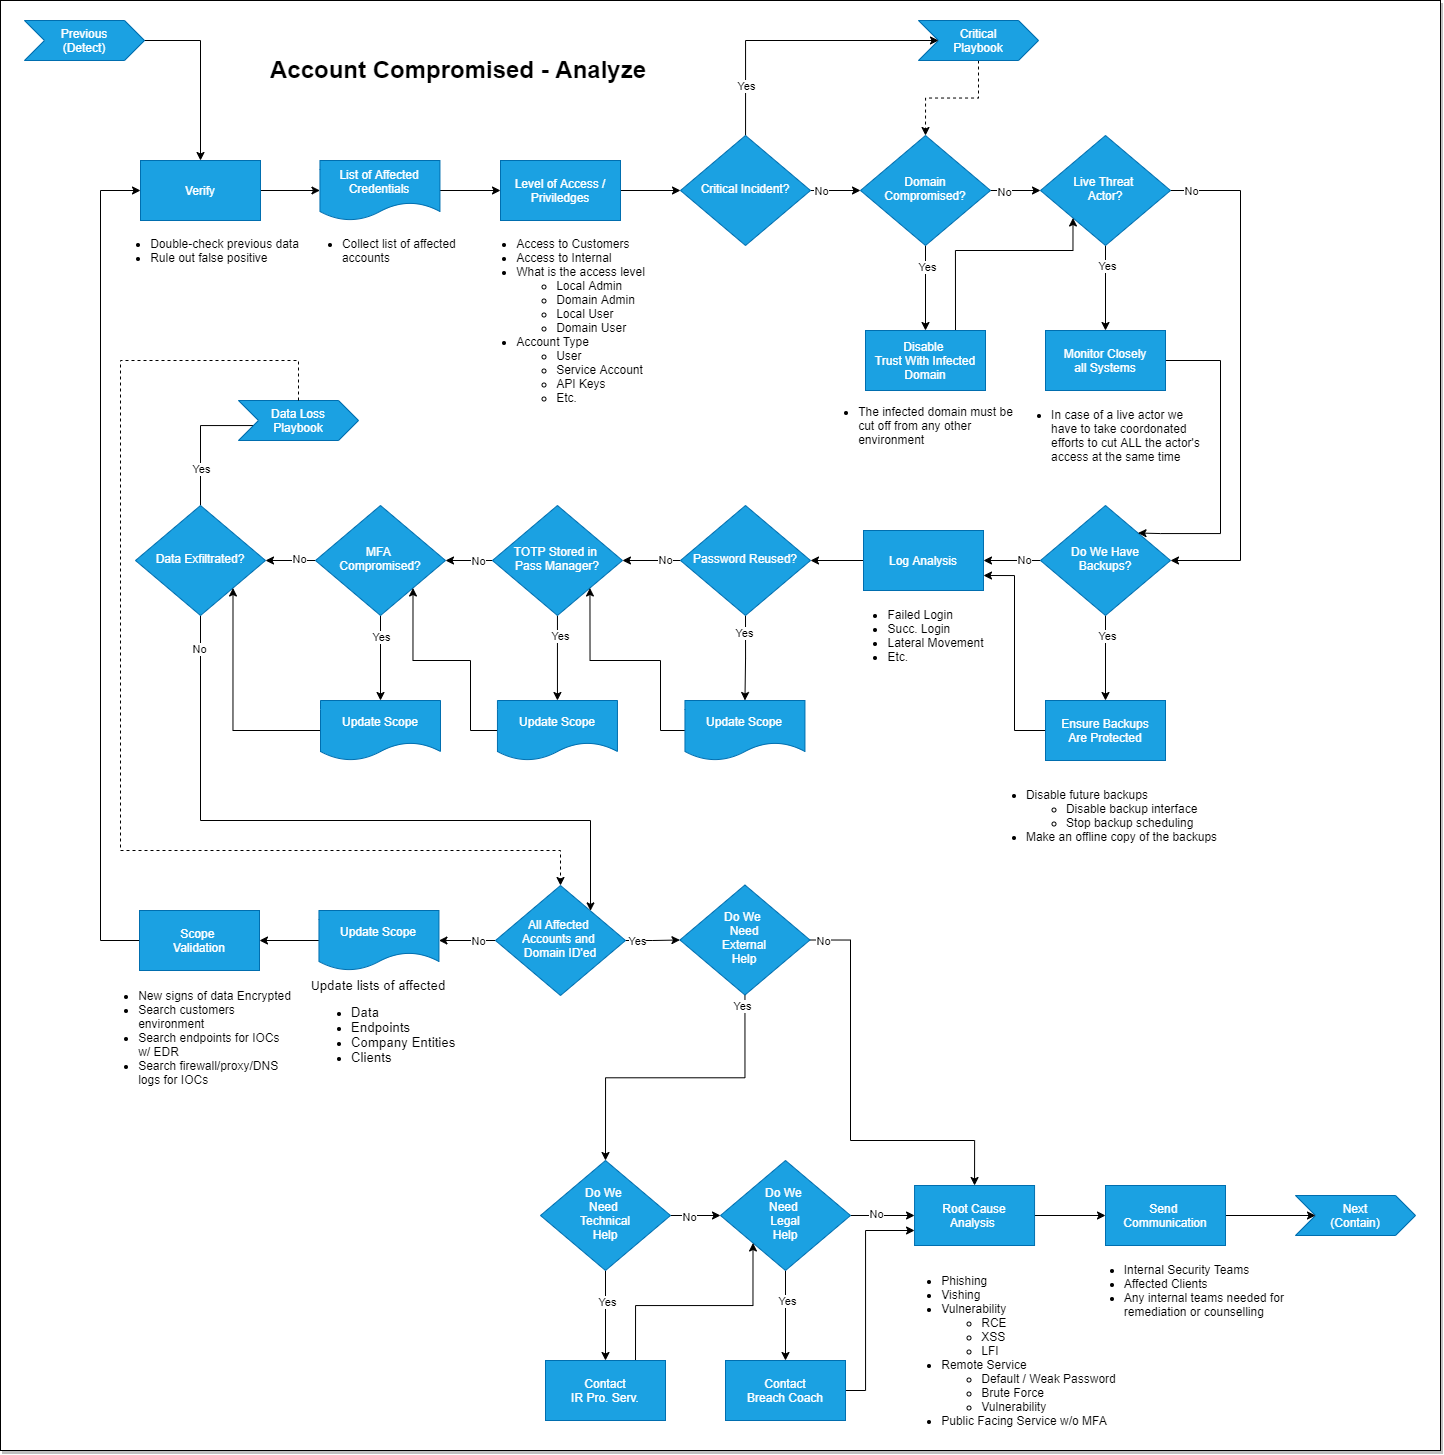 Previous
(Detect)
Account Compromised - Analyze
Critical
Playbook
Yes
Verify
List of Affected
Credentials
Level of Access /
Priviledges
Critical Incident?
No
Domain
Compromised?
No
Live Threat
Actor?
No
• Double-check previous data
• Rule out false positive
• Collect list of affected
accounts
• Access to Customers
• Access to Internal
• What is the access level
◦ Local Admin
◦ Domain Admin
◦ Local User
◦ Domain User
• Account Type
◦ User
◦ Service Account
◦ API Keys
◦ Etc.
Yes
Yes
Disable
Trust With Infected
Domain
Monitor Closely
all Systems
• The infected domain must be
cut off from any other
environment
• In case of a live actor we
have to take coordonated
efforts to cut ALL the actor's
access at the same time
Data Loss
Playbook
Yes
Data Exfiltrated?
No
MFA
Compromised?
No
TOTP Stored in
Pass Manager?
No
Password Reused?
Log Analysis
No
Do We Have
Backups?
• Failed Login
• Succ. Login
• Lateral Movement
• Etc.
No
Yes
Yes
Yes
Yes
Update Scope
Update Scope
Update Scope
Ensure Backups
Are Protected
• Disable future backups
◦ Disable backup interface
◦ Stop backup scheduling
• Make an offline copy of the backups
Scope
Validation
Update Scope
No
All Affected
Accounts and
Domain ID'ed
Yes
Do We
Need
External
Help
No
• New signs of data Encrypted
• Search customers
environment
• Search endpoints for IOCs
w/ EDR
• Search firewall/proxy/DNS
logs for IOCs
Update lists of affected
• Data
• Endpoints
• Company Entities
• Clients
Yes
Do We
Need
Technical
Help
No
Do We
Need
Legal
Help
No
Root Cause
Analysis
Send
Communication
Next
(Contain)
Yes
Yes
Contact
IR Pro. Serv.
Contact
Breach Coach
• Phishing
• Vishing
• Vulnerability
◦ RCE
◦ XSS
◦ LFI
• Remote Service
◦ Default / Weak Password
◦ Brute Force
◦ Vulnerability
• Public Facing Service w/o MFA
• Internal Security Teams
• Affected Clients
• Any internal teams needed for
remediation or counselling